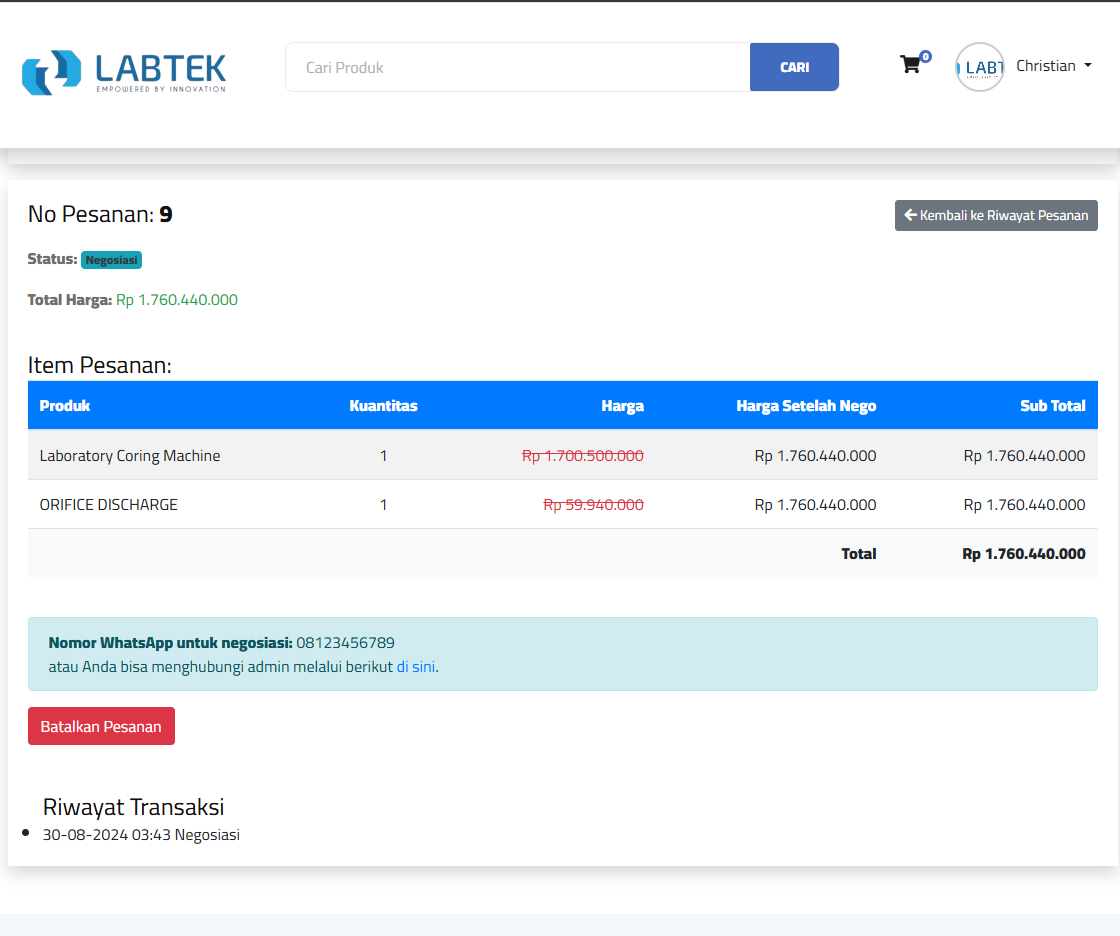 LABTEK
EMPOWERED BY INNOVATION
Cari Produk
CARI
0
LABT
Christian
No Pesanan: 9
Kembali ke Riwayat Pesanan
Status: Negosiasi
Total Harga: Rp 1.760.440.000
Item Pesanan:
Produk Kuantitas Harga Harga Setelah Nego Sub Total
Laboratory Coring Machine 1 Rp 1.700.500.000 Rp 1.760.440.000 Rp 1.760.440.000
ORIFICE DISCHARGE 1 Rp 59.940.000 Rp 1.760.440.000 Rp 1.760.440.000
Total Rp 1.760.440.000
Nomor WhatsApp untuk negosiasi: 08123456789
atau Anda bisa menghubungi admin melalui berikut di sini.
Batalkan Pesanan
Riwayat Transaksi
30-08-2024 03:43 Negosiasi